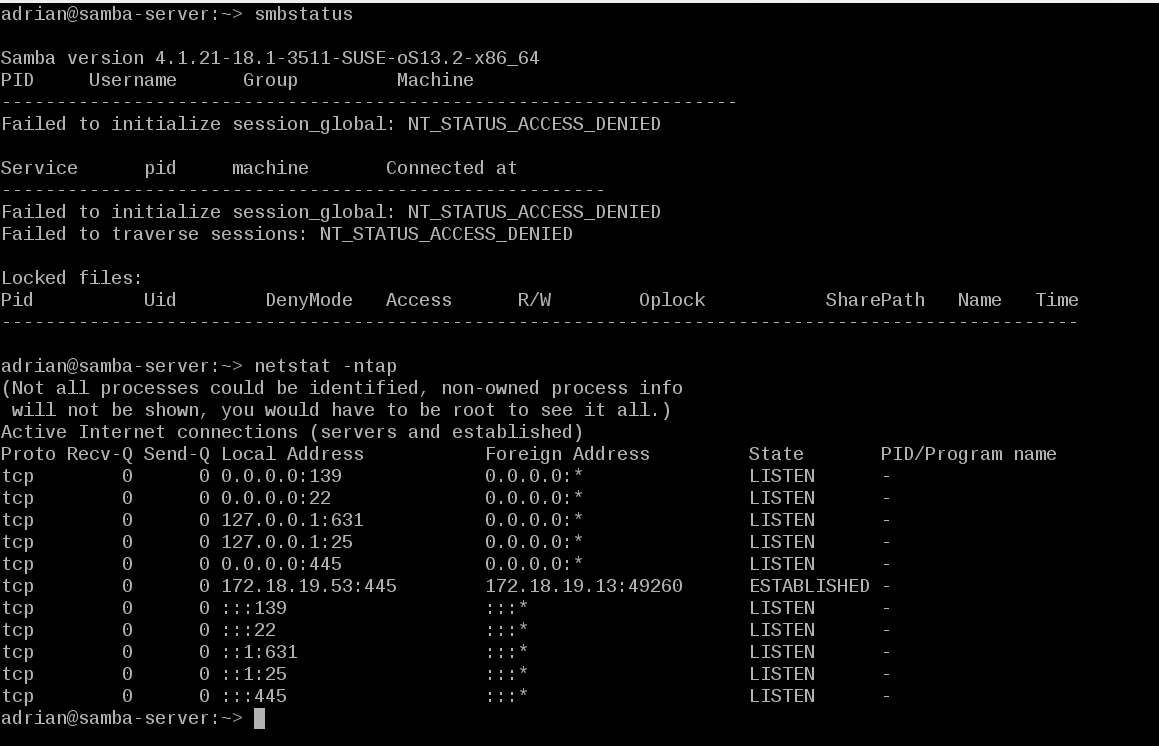 adrian@samba-server:~> smbstatus

Samba version 4.1.21-18.1-3511-SUSE-oS13.2-x86_64
PID     Username      Group         Machine
-------------------------------------------------------------------
Failed to initialize session_global: NT_STATUS_ACCESS_DENIED

Service      pid     machine       Connected at
-------------------------------------------------------
Failed to initialize session_global: NT_STATUS_ACCESS_DENIED
Failed to traverse sessions: NT_STATUS_ACCESS_DENIED

Locked files:
Pid          Uid        DenyMode   Access      R/W        Oplock           SharePath   Name   Time
--------------------------------------------------------------------------------------------------

adrian@samba-server:~> netstat -ntap
(Not all processes could be identified, non-owned process info
 will not be shown, you would have to be root to see it all.)
Active Internet connections (servers and established)
Proto Recv-Q Send-Q Local Address           Foreign Address         State       PID/Program name
tcp        0      0 0.0.0.0:139             0.0.0.0:*               LISTEN      -
tcp        0      0 0.0.0.0:22              0.0.0.0:*               LISTEN      -
tcp        0      0 127.0.0.1:631           0.0.0.0:*               LISTEN      -
tcp        0      0 127.0.0.1:25            0.0.0.0:*               LISTEN      -
tcp        0      0 0.0.0.0:445             0.0.0.0:*               LISTEN      -
tcp        0      0 172.18.19.53:445        172.18.19.13:49260      ESTABLISHED -
tcp        0      0 :::139                  :::*                    LISTEN      -
tcp        0      0 :::22                   :::*                    LISTEN      -
tcp        0      0 ::1:631                 :::*                    LISTEN      -
tcp        0      0 ::1:25                  :::*                    LISTEN      -
tcp        0      0 :::445                  :::*                    LISTEN      -
adrian@samba-server:~>